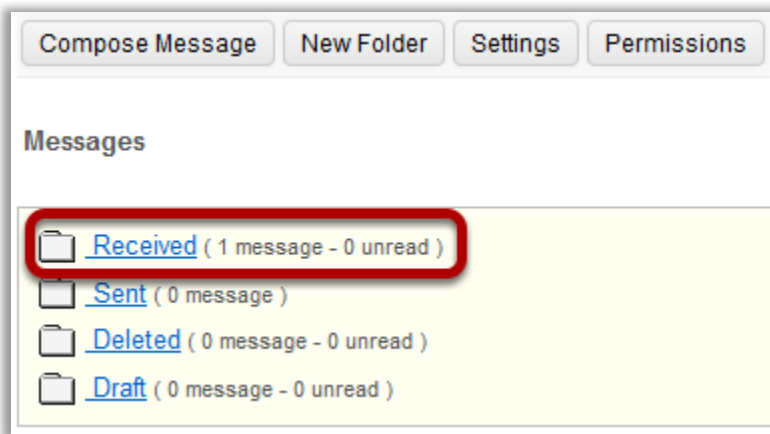 Compose Message New Folder Settings Permissions
Messages
Received ( 1 message - 0 unread )
Sent ( 0 message )
Deleted ( 0 message - 0 unread )
Draft ( 0 message - 0 unread )